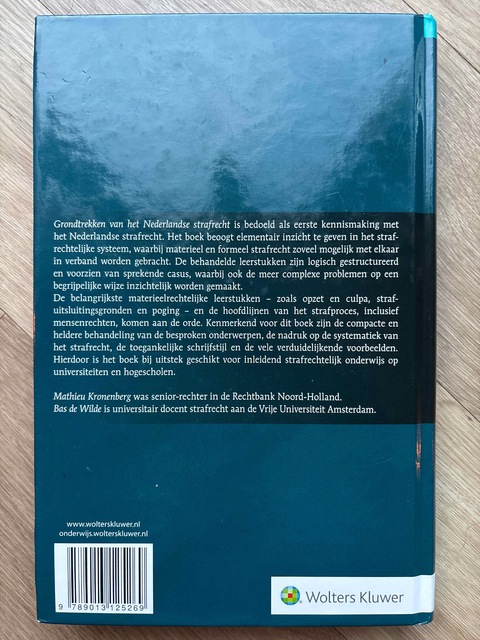 Grondtrekken van het Nederlandse strafrecht is bedoeld als eerste kennismaking met
het Nederlandse strafrecht. Het boek beoogt elementair inzicht te geven in het straf-
rechtelijke systeem, waarbij materieel en formeel strafrecht zoveel mogelijk met elkaar
in verband worden gebracht. De behandelde leerstukken zijn logisch gestructureerd
en voorzien van sprekende casus, waarbij ook de meer complexe problemen op een
begrijpelijke wijze inzichtelijk worden gemaakt.
De belangrijkste materieelrechtelijke leerstukken – zoals opzet en culpa, straf-
uitsluitingsgronden en poging – en de hoofdlijnen van het strafproces, inclusief
mensenrechten, komen aan de orde. Kenmerkend voor dit boek zijn de compacte en
heldere behandeling van de besproken onderwerpen, de nadruk op de systematiek van
het strafrecht, de toegankelijke schrijfstijl en de vele verduidelijkende voorbeelden.
Hierdoor is het boek bij uitstek geschikt voor inleidend strafrechtelijk onderwijs op
universiteiten en hogescholen.
Mathieu Kronenberg was senior-rechter in de Rechtbank Noord-Holland.
Bas de Wilde is universitair docent strafrecht aan de Vrije Universiteit Amsterdam.
www.wolterskluwer.nl
onderwijs.wolterskluwer.nl
9 789013 125269
Wolters Kluwer